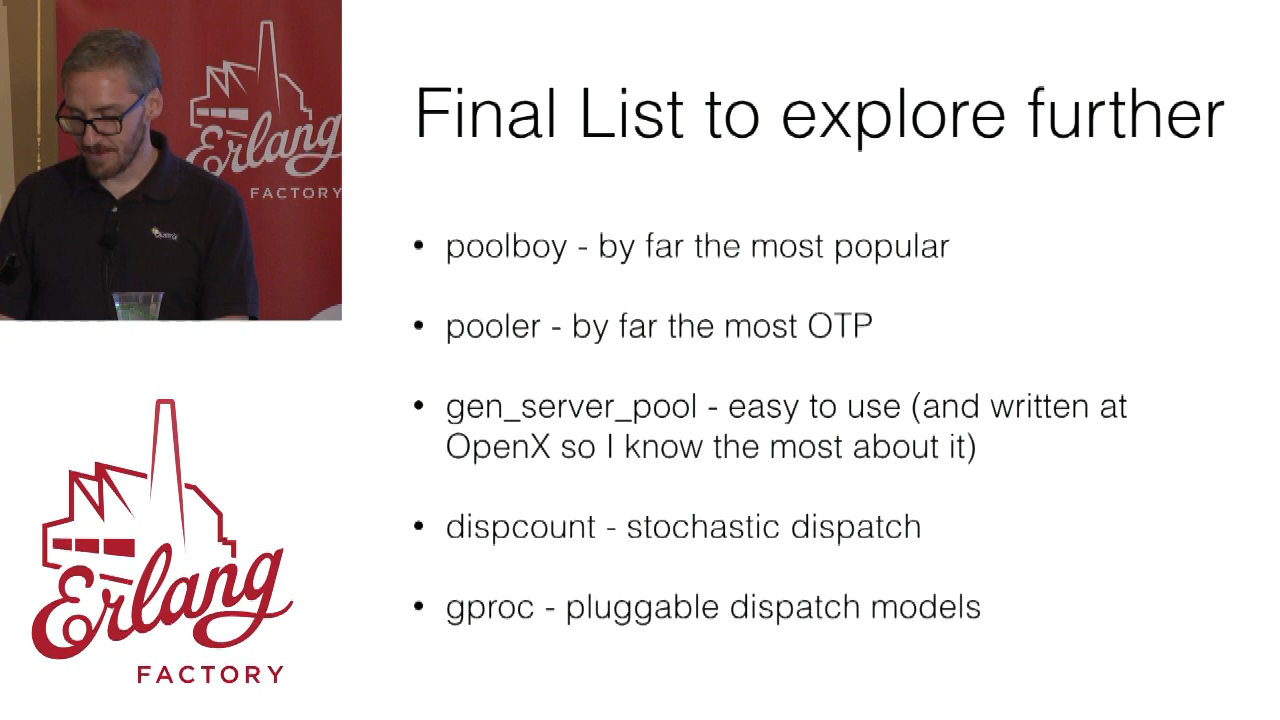 Erlang
FACTORY
Final List to explore further
• poolboy - by far the most popular
• pooler - by far the most OTP
• gen_server_pool - easy to use (and written at
OpenX so I know the most about it)
• dispcount - stochastic dispatch
• gproc - pluggable dispatch models
Erlang
FACTORY